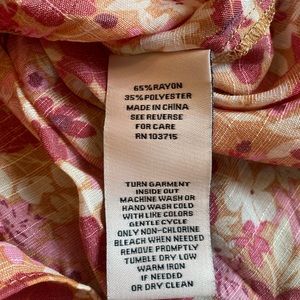 65%RAYON
35%POLYESTER
MADE IN CHINA
SEE REVERSE
FOR CARE
RN 103715
TURN GARMENT
INSIDE OUT
MACHINE WASH OR
HAND WASH COLD
WITH LIKE COLORS
GENTLE CYCLE
ONLY NON-CHLORINE
BLEACH WHEN NEEDED
REMOVE PROMPTLY
TUMBLE DRY LOW
WARM IRON
IF NEEDED
OR DRY CLEAN